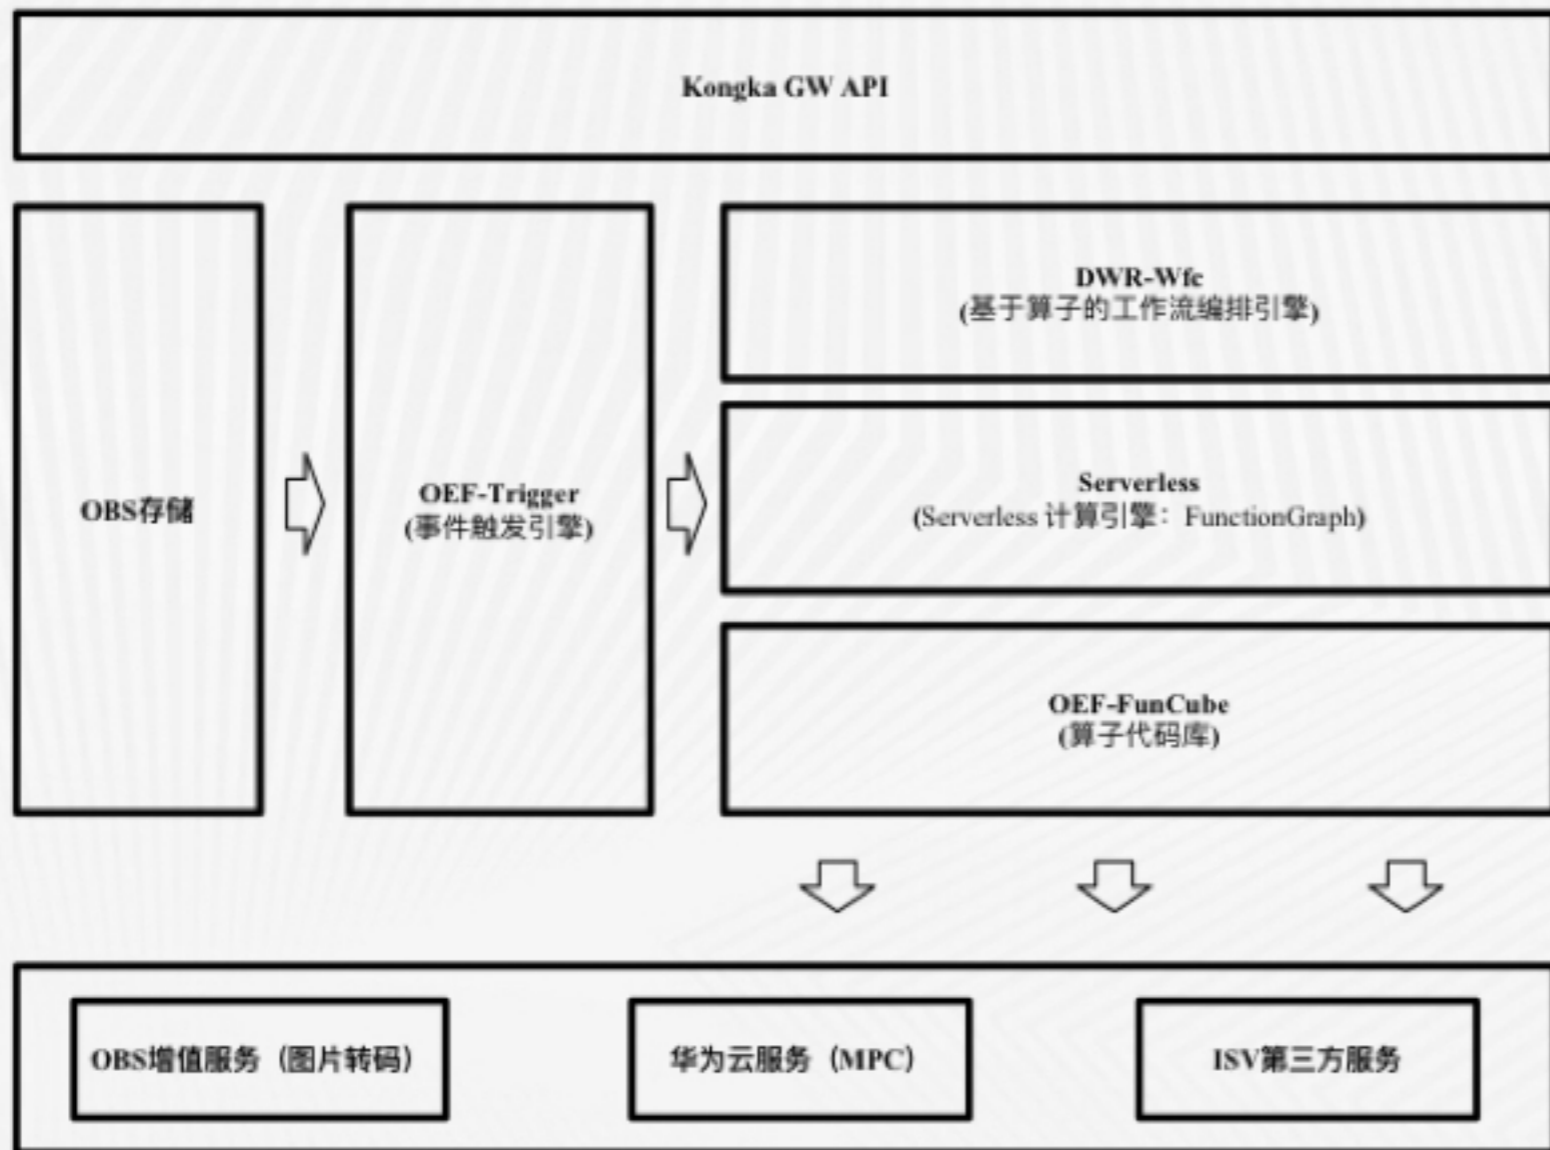 Kongka GW API
OBS存储
OEF-Trigger
(事件触发引擎)
DWR-Wfc
(基于算子的工作流编排引擎)
Serverless
(Serverless 计算引擎：FunctionGraph)
OEF-FunCube
(算子代码库)
OBS增值服务（图片转码）
华为云服务（MPC）
ISV第三方服务